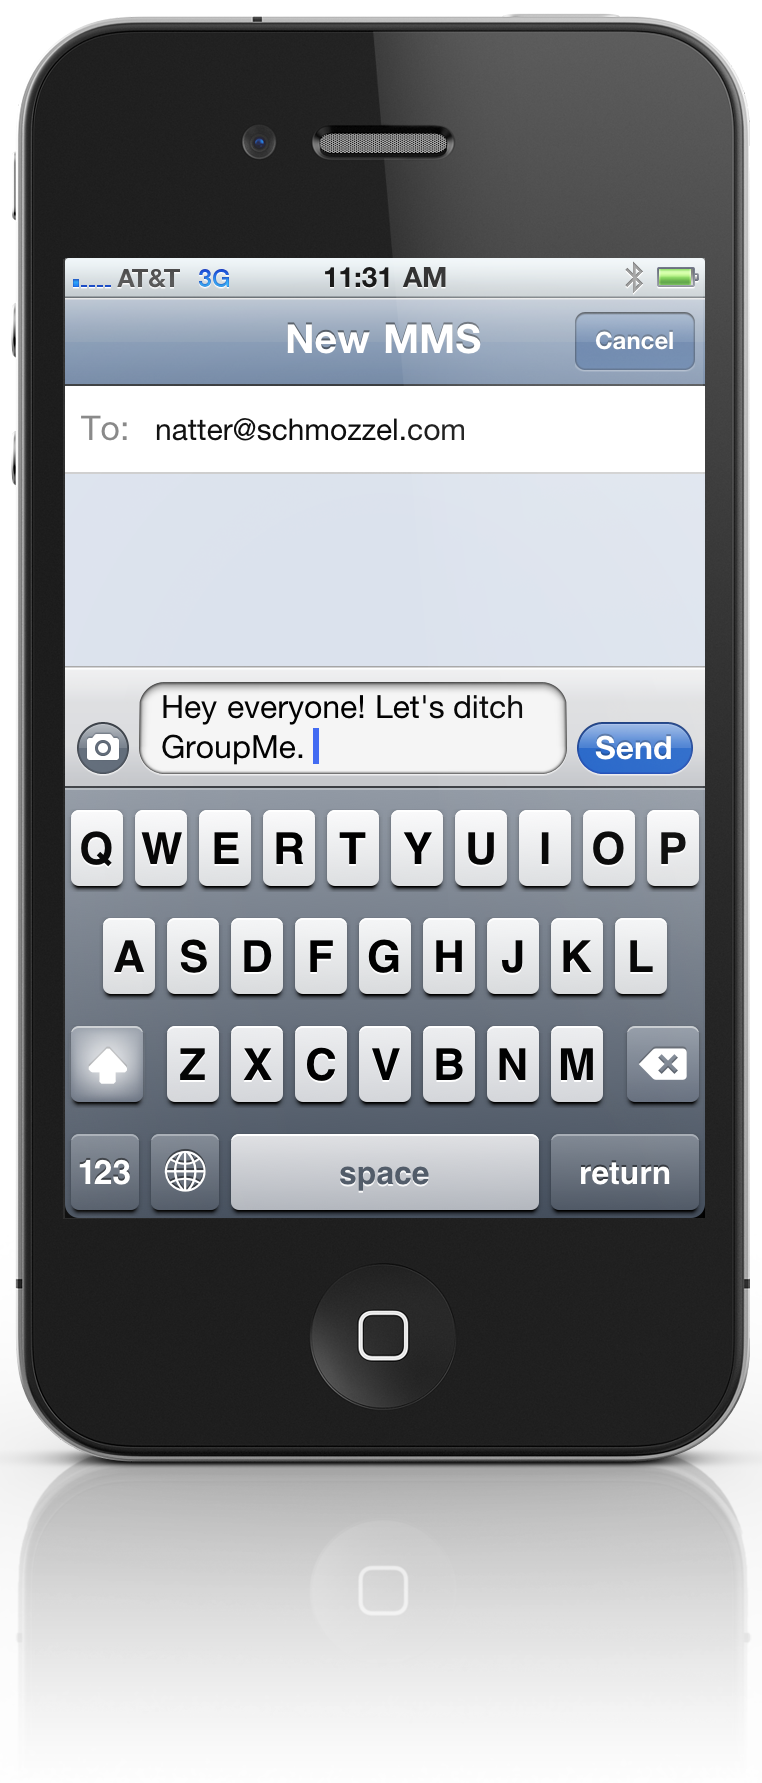 AT&T 3G 11:31 AM
New MMS Cancel
To: natter@schmozzel.com
Hey everyone! Let's ditch
GroupMe.
Send
Q W E R T Y U I O P
A S D F G H J K L
Z X C V B N M
123 space return